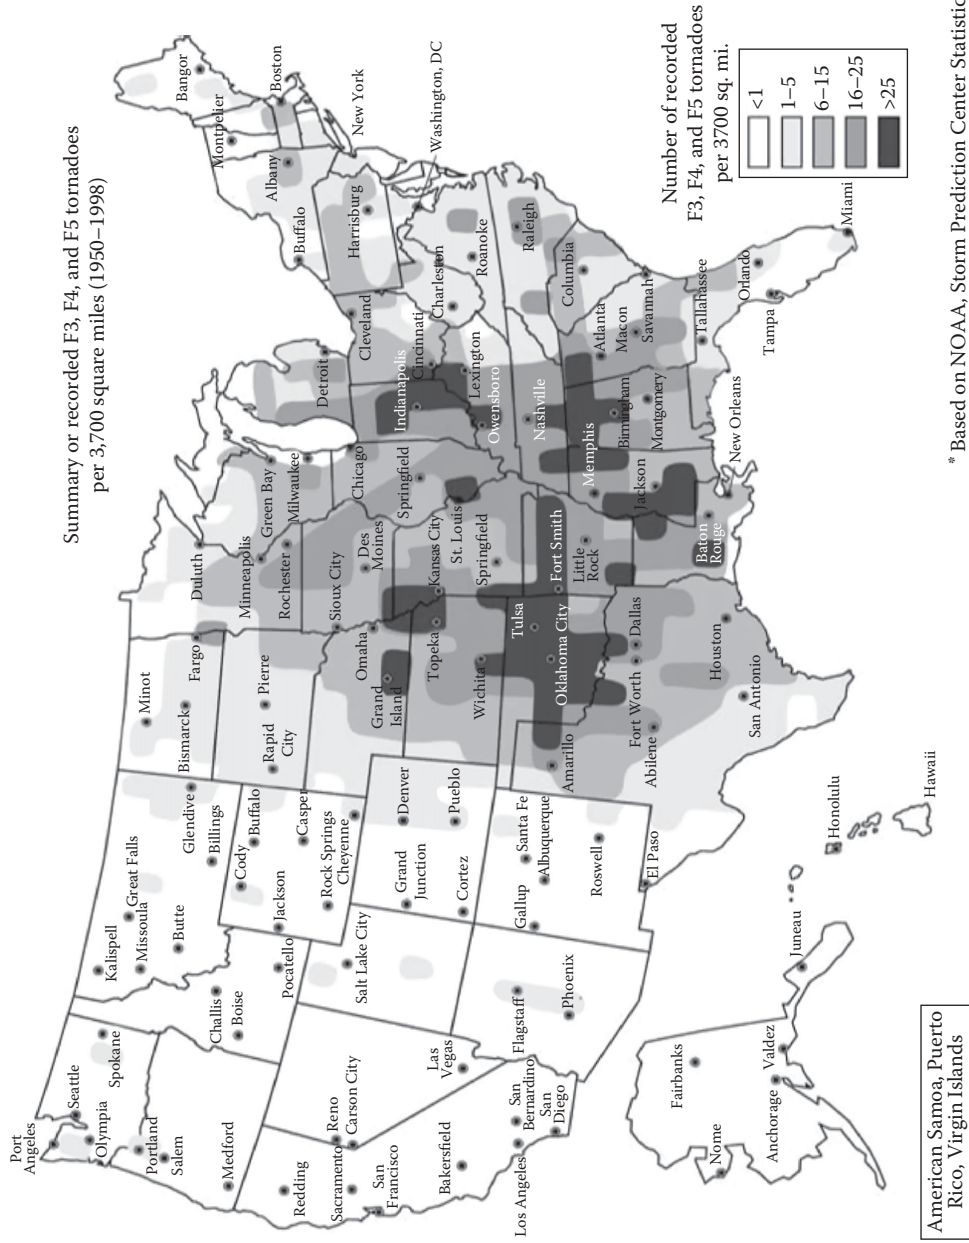 Summary or recorded F3, F4, and F5 tornadoes
per 3,700 square miles (1950–1998)
Port
Angeles
Seattle
Olympia
Spokane
Portland
Salem
Medford
Kalispell
Great Falls
Missoula
Butte
Glendive
Billings
Minot
Bismarck
Fargo
Duluth
Minneapolis
Rochester
Green Bay
Milwaukee
Detroit
Buffalo
Albany
Montpelier
Bangor
Boston
New York
Washington, DC
Harrisburg
Cleveland
Challis
Boise
Pocatello
Cody
Buffalo
Jackson
Casper
Rock Springs
Cheyenne
Rapid
City
Pierre
Sioux City
Des
Moines
Omaha
Grand
Island
Chicago
Springfield
Indianapolis
Cincinnati
Charleston
Roanoke
Raleigh
Redding
Reno
Carson City
Sacramento
San
Francisco
Bakersfield
Las
Vegas
Salt Lake City
Grand
Junction
Denver
Pueblo
Cortez
Topeka
Kansas City
St. Louis
Springfield
Wichita
Lexington
Owensboro
Nashville
Columbia
Los Angeles
San
Bernardino
San
Diego
Flagstaff
Phoenix
Gallup
Santa Fe
Albuquerque
Roswell
El Paso
Amarillo
Tulsa
Oklahoma City
Fort Smith
Little
Rock
Memphis
Birmingham
Montgomery
Atlanta
Macon
Savannah
Tallahassee
Orlando
Tampa
Miami
Abilene
Fort Worth
Dallas
Houston
San Antonio
Jackson
Baton
Rouge
New Orleans
Nome
Fairbanks
Anchorage
Valdez
Juneau
Honolulu
Hawaii
Number of recorded
F3, F4, and F5 tornadoes
per 3700 sq. mi.
<1
1–5
6–15
16–25
>25
American Samoa, Puerto
Rico, Virgin Islands
* Based on NOAA, Storm Prediction Center Statistic